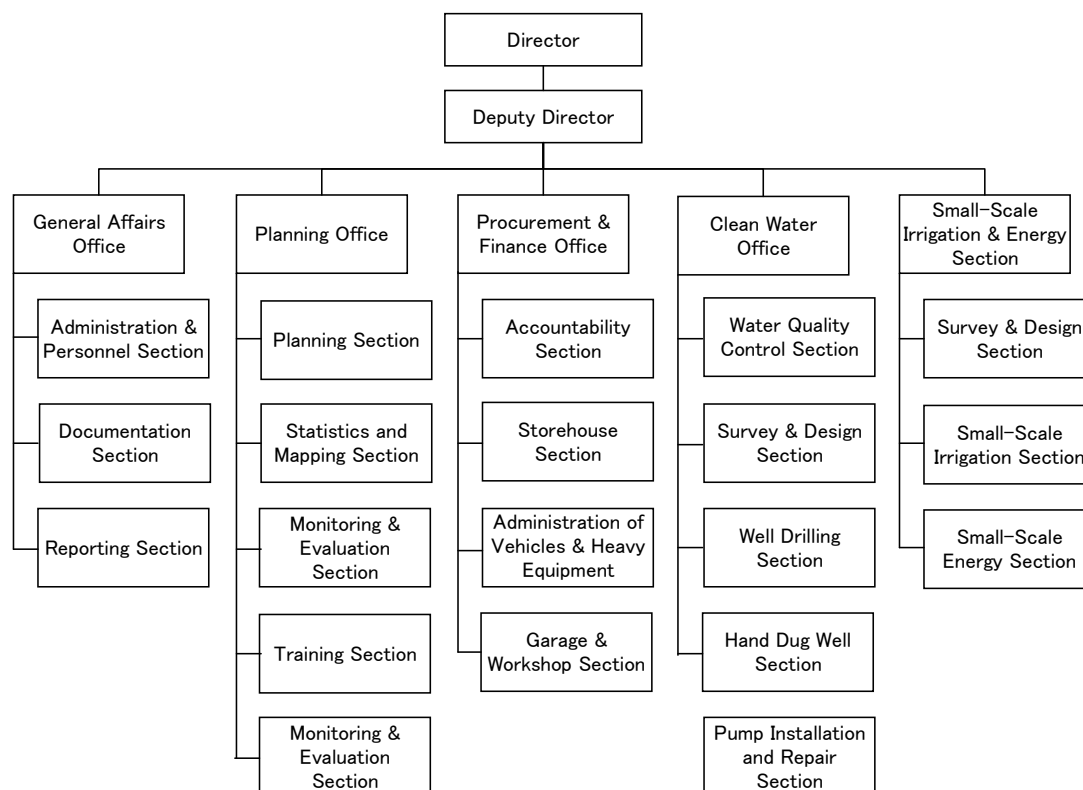 Director
Deputy Director
General Affairs
Office
Planning Office
Procurement &
Finance Office
Clean Water
Office
Small-Scale
Irrigation & Energy
Section
Administration &
Personnel Section
Documentation
Section
Reporting Section
Planning Section
Statistics and
Mapping Section
Monitoring &
Evaluation
Section
Training Section
Monitoring &
Evaluation
Section
Accountability
Section
Storehouse
Section
Administration of
Vehicles & Heavy
Equipment
Garage &
Workshop Section
Water Quality
Control Section
Survey & Design
Section
Well Drilling
Section
Hand Dug Well
Section
Pump Installation
and Repair
Section
Survey & Design
Section
Small-Scale
Irrigation Section
Small-Scale
Energy Section